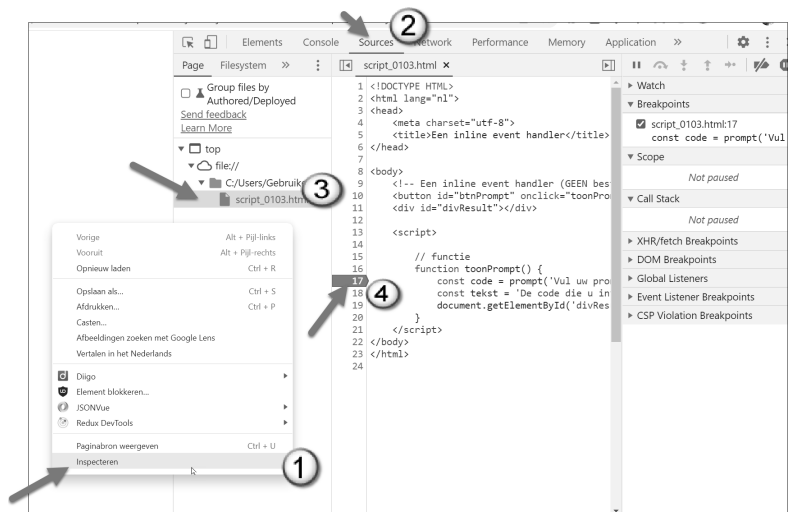 2
Elements Console Sources Network Performance Memory Application »
Page Filesystem »
script_0103.html ×
Group files by
Authored/Deployed
Send feedback
Learn More
top
file://
C:/Users/Gebruike
script_0103.htm
3
1 <!DOCTYPE HTML>
2 <html lang="nl">
3 <head>
4 <meta charset="utf-8">
5 <title>Een inline event handler</title>
6 </head>
7
8 <body>
9 <!-- Een inline event handler (GEEN bes
10 <button id="btnPrompt" onclick="toonPro
11 <div id="divResult"></div>
12
13 <script>
14
15 // functie
16 function toonPrompt() {
17 const code = prompt('Vul uw pro
18 const tekst = 'De code die u in
19 document.getElementById('divRes
20 }
21 </script>
22 </body>
23 </html>
24
4
Watch
Breakpoints
script_0103.html:17
const code = prompt('Vul
Scope
Not paused
Call Stack
Not paused
XHR/fetch Breakpoints
DOM Breakpoints
Global Listeners
Event Listener Breakpoints
CSP Violation Breakpoints
Vorige Alt + Pijl-links
Vooruit Alt + Pijl-rechts
Opnieuw laden Ctrl + R
Opslaan als... Ctrl + S
Afdrukken... Ctrl + P
Casten...
Afbeeldingen zoeken met Google Lens
Vertalen in het Nederlands
Diigo
Element blokkeren...
JSONVue
Redux DevTools
Paginabron weergeven Ctrl + U
Inspecteren
1